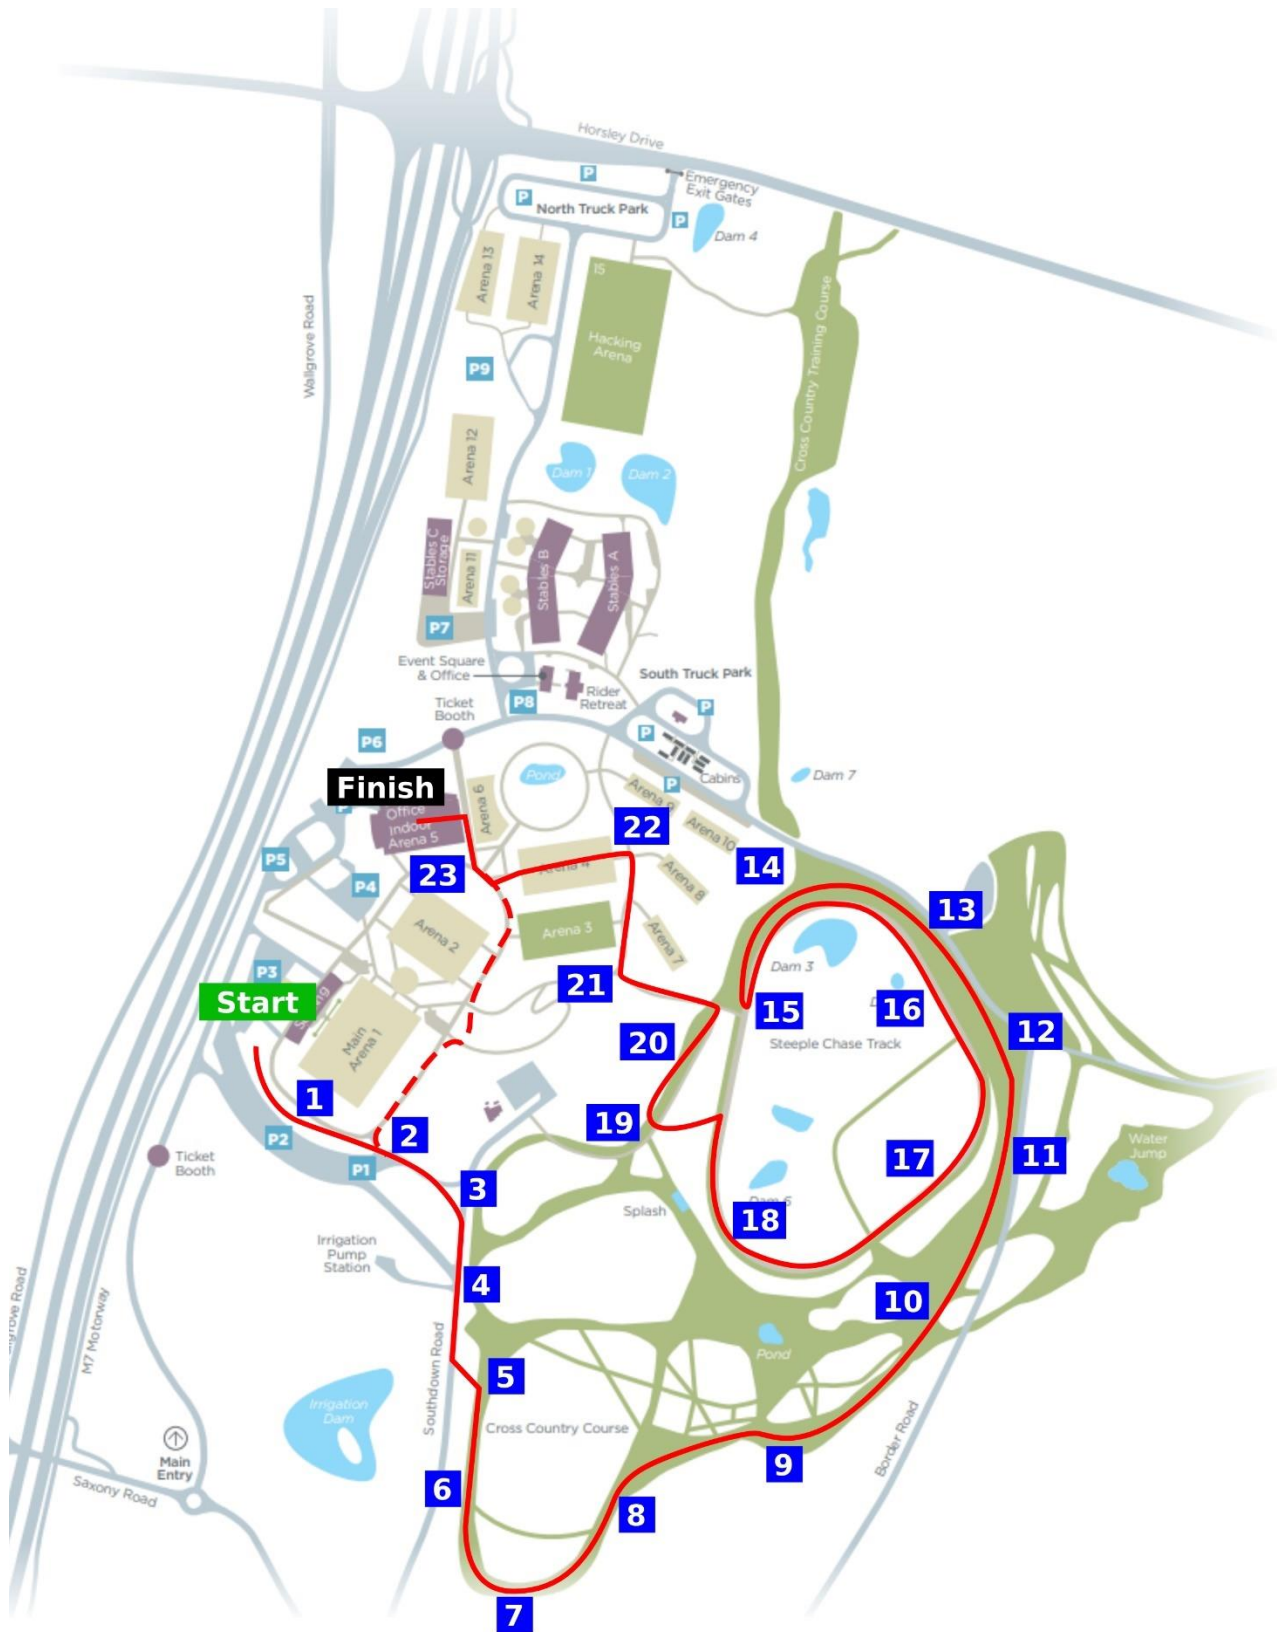 Horsley Drive
Emergency
Exit Gates
P
P
North Truck Park
P
Dam 4
Arena 13
Arena 14
15
Hacking
Arena
Wallgrove Road
Cross Country Training Course
P9
Arena 12
Dam 1
Dam 2
Stables C
Storage
Arena 11
Stables B
Stables A
P7
Event Square
& Office
South Truck Park
Rider
Retreat
P8
P
Ticket
Booth
P
P6
Cabins
Pond
Dam 7
P
Finish
Arena 6
Arena 9
Office
Indoor
Arena 5
22
Arena 10
P5
23
Arena 4
14
P4
Arena 8
13
Arena 2
Arena 3
Arena 7
Dam 3
P3
21
Start
15
16
12
20
Steeple Chase Track
Main
Arena 1
1
19
2
P2
Water
Jump
Ticket
Booth
P1
17
11
3
Dam 6
Splash
18
Irrigation
Pump
Station
4
10
M7 Motorway
Southdown Road
Pond
5
Irrigation
Dam
Cross Country Course
Border Road
Main
Entry
9
6
Saxony Road
8
7